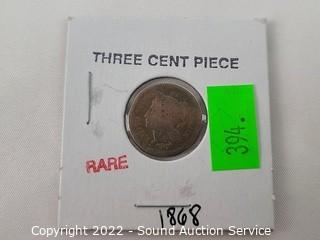 THREE CENT PIECE
394.
RARE
1868
Copyright 2022 - Sound Auction Service